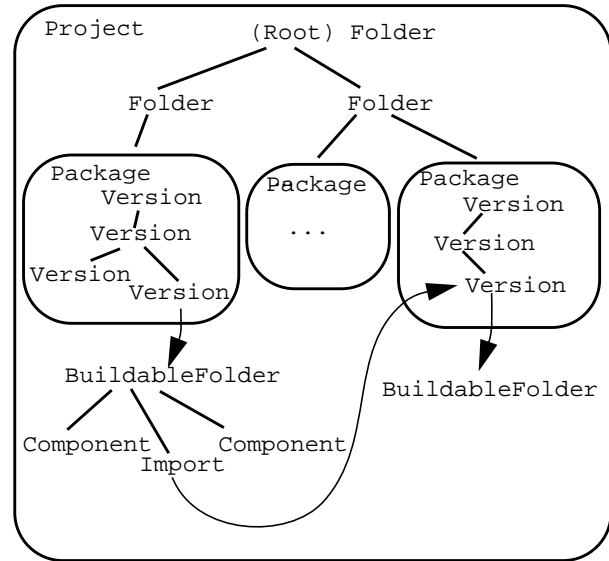 Project
(Root) Folder
Folder
Folder
Package
Version
Version
Version
Version
Package
...
Package
Version
Version
Version
BuildableFolder
Component
Import
Component
BuildableFolder